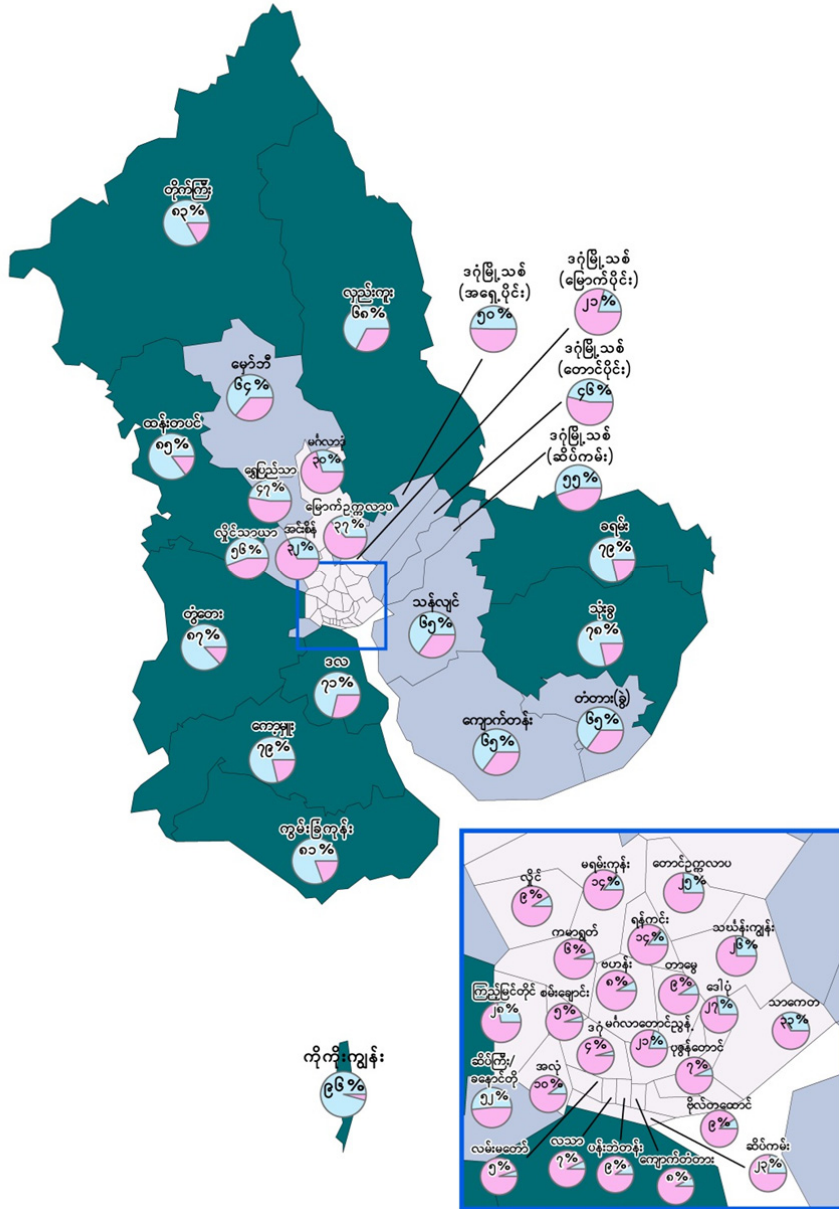 တိုက်ကြီး
၈၃%
လှည်းကူး
၆၈%
ဒဂုံမြို့သစ်
(အရှေ့ပိုင်း)
၅၀%
ဒဂုံမြို့သစ်
(မြောက်ပိုင်း)
၂၁%
ဒဂုံမြို့သစ်
(တောင်ပိုင်း)
၄၆%
ဒဂုံမြို့သစ်
(ဆိပ်ကမ်း)
၅၅%
မှော်ဘီ
၆၄%
ထန်းတပင်
၈၅%
မင်္ဂလာဒုံ
၃၀%
ရွှေပြည်သာ
၄၇%
မြောက်ဥက္ကလာပ
၃၇%
လှိုင်သာယာ
၅၆%
အင်းစိန်
၃၂%
ခရမ်း
၇၉%
သန်လျင်
၆၅%
သုံးခွ
၇၈%
တွံတေး
၈၇%
ဒလ
၇၁%
တံတား(ခွဲ)
၆၅%
ကျောက်တန်း
၆၅%
ကော့မှူး
၇၉%
ကွမ်းခြံကုန်း
၈၁%
ကိုကိုးကျွန်း
၉၆%
လှိုင်
၉%
မရမ်းကုန်း
၁၄%
တောင်ဥက္ကလာပ
၂၅%
ကမာရွတ်
၆%
ရန်ကင်း
၁၄%
သင်္ဃန်းကျွန်း
၂၆%
ဗဟန်း
၈%
တာမွေ
၉%
ဒေါပုံ
၂၇%
သာကေတ
၃၃%
ကြည့်မြင်တိုင်
၂၈%
စမ်းချောင်း
၅%
ဒဂုံ
၄%
မင်္ဂလာတောင်ညွန့်
၂၁%
ပုဇွန်တောင်
၇%
ဆိပ်ကြီး/
ခနောင်တို
၅၂%
အလုံ
၁၀%
ဗိုလ်တထောင်
၉%
လမ်းမတော်
၅%
လသာ
၇%
ပန်းဘဲတန်း
၉%
ကျောက်တံတား
၈%
ဆိပ်ကမ်း
၂၃%